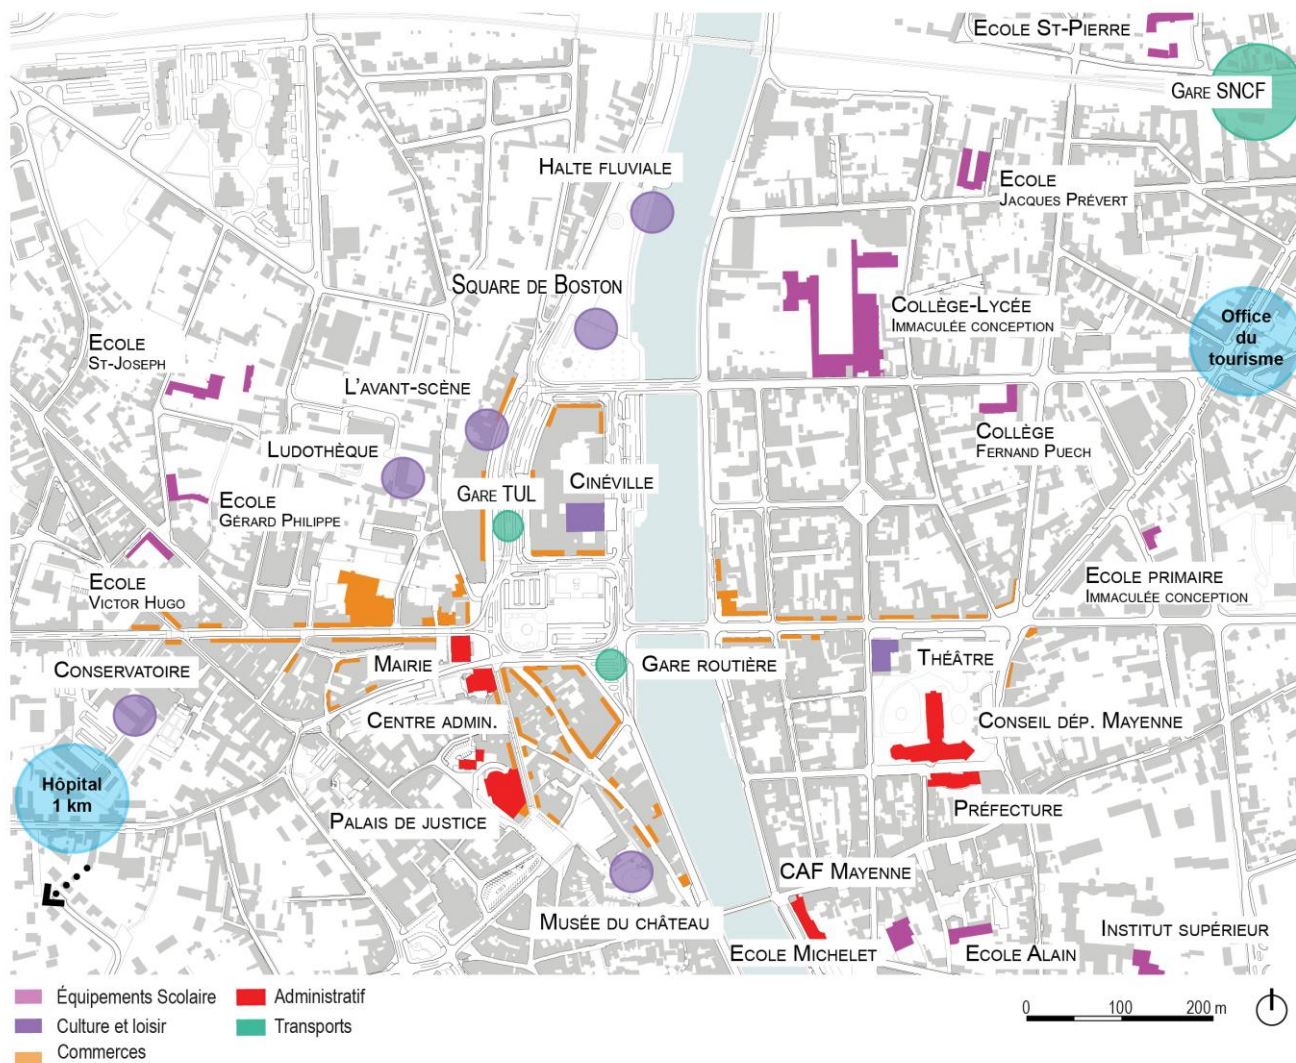 ECOLE ST-PIERRE
GARE SNCF
HALTE FLUVIALE
ECOLE
JACQUES PRÉVERT
SQUARE DE BOSTON
COLLÈGE-LYCÉE
IMMACULÉE CONCEPTION
Office
du
tourisme
ECOLE
ST-JOSEPH
L'AVANT-SCÈNE
LUDOTHÈQUE
COLLÈGE
FERNAND PUECH
GARE TUL
CINÉVILLE
ECOLE
GÉRARD PHILIPPE
ECOLE
VICTOR HUGO
ECOLE PRIMAIRE
IMMACULÉE CONCEPTION
CONSERVATOIRE
MAIRIE
GARE ROUTIÈRE
THÉÂTRE
CENTRE ADMIN.
CONSEIL DÉP. MAYENNE
Hôpital
1 km
PALAIS DE JUSTICE
PRÉFECTURE
CAF MAYENNE
MUSÉE DU CHÂTEAU
ECOLE MICHELET
ECOLE ALAIN
INSTITUT SUPÉRIEUR
Équipements Scolaire
Administratif
Culture et loisir
Transports
Commerces
0 100 200 m